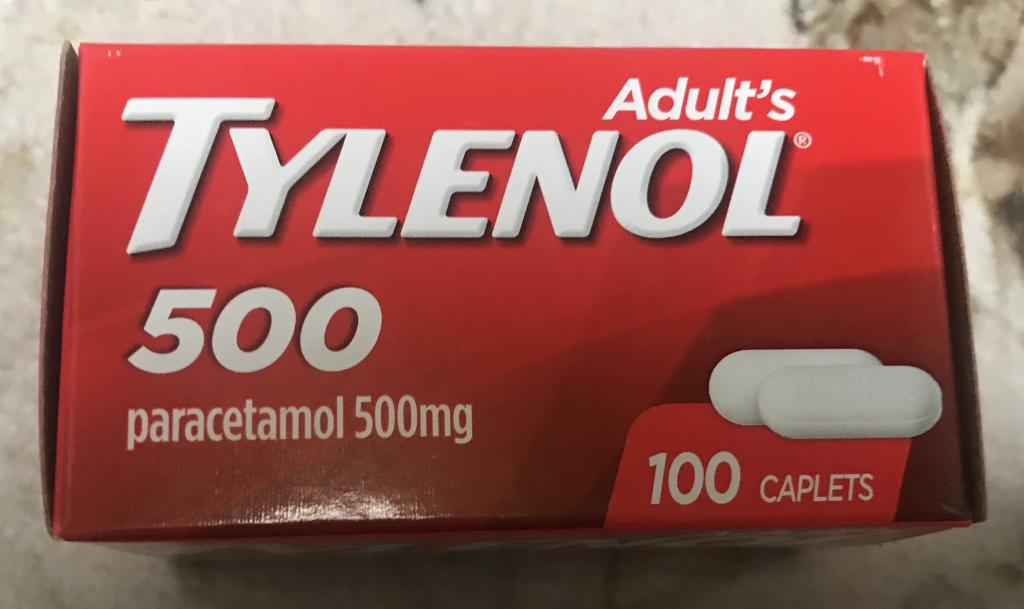 Adult's
TYLENOL®
500
paracetamol 500mg
100 CAPLETS